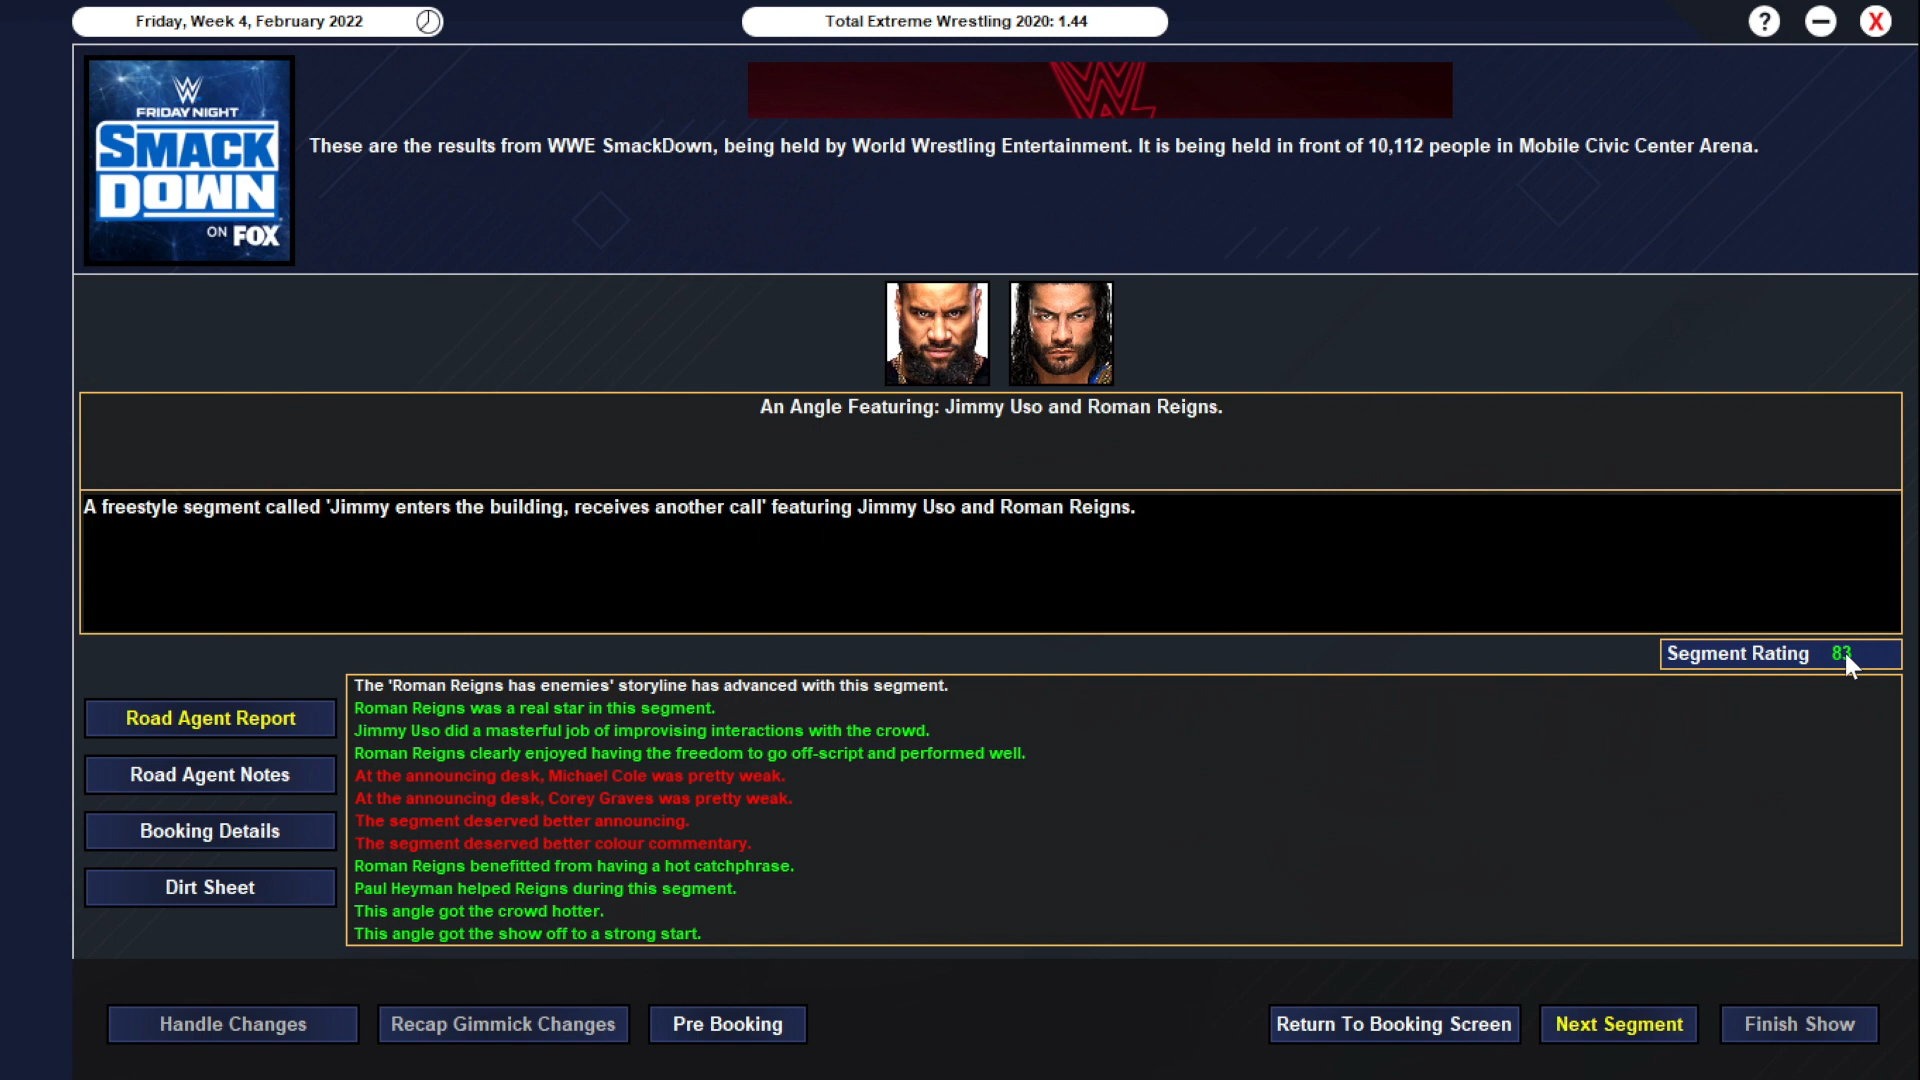 Friday, Week 4, February 2022
Total Extreme Wrestling 2020: 1.44
?
X
W
FRIDAY NIGHT
SMACK
DOWN
ON FOX
These are the results from WWE SmackDown, being held by World Wrestling Entertainment. It is being held in front of 10,112 people in Mobile Civic Center Arena.
An Angle Featuring: Jimmy Uso and Roman Reigns.
A freestyle segment called 'Jimmy enters the building, receives another call' featuring Jimmy Uso and Roman Reigns.
Segment Rating 83
Road Agent Report
Road Agent Notes
Booking Details
Dirt Sheet
The 'Roman Reigns has enemies' storyline has advanced with this segment.
Roman Reigns was a real star in this segment.
Jimmy Uso did a masterful job of improvising interactions with the crowd.
Roman Reigns clearly enjoyed having the freedom to go off-script and performed well.
At the announcing desk, Michael Cole was pretty weak.
At the announcing desk, Corey Graves was pretty weak.
The segment deserved better announcing.
The segment deserved better colour commentary.
Roman Reigns benefitted from having a hot catchphrase.
Paul Heyman helped Reigns during this segment.
This angle got the crowd hotter.
This angle got the show off to a strong start.
Handle Changes
Recap Gimmick Changes
Pre Booking
Return To Booking Screen
Next Segment
Finish Show